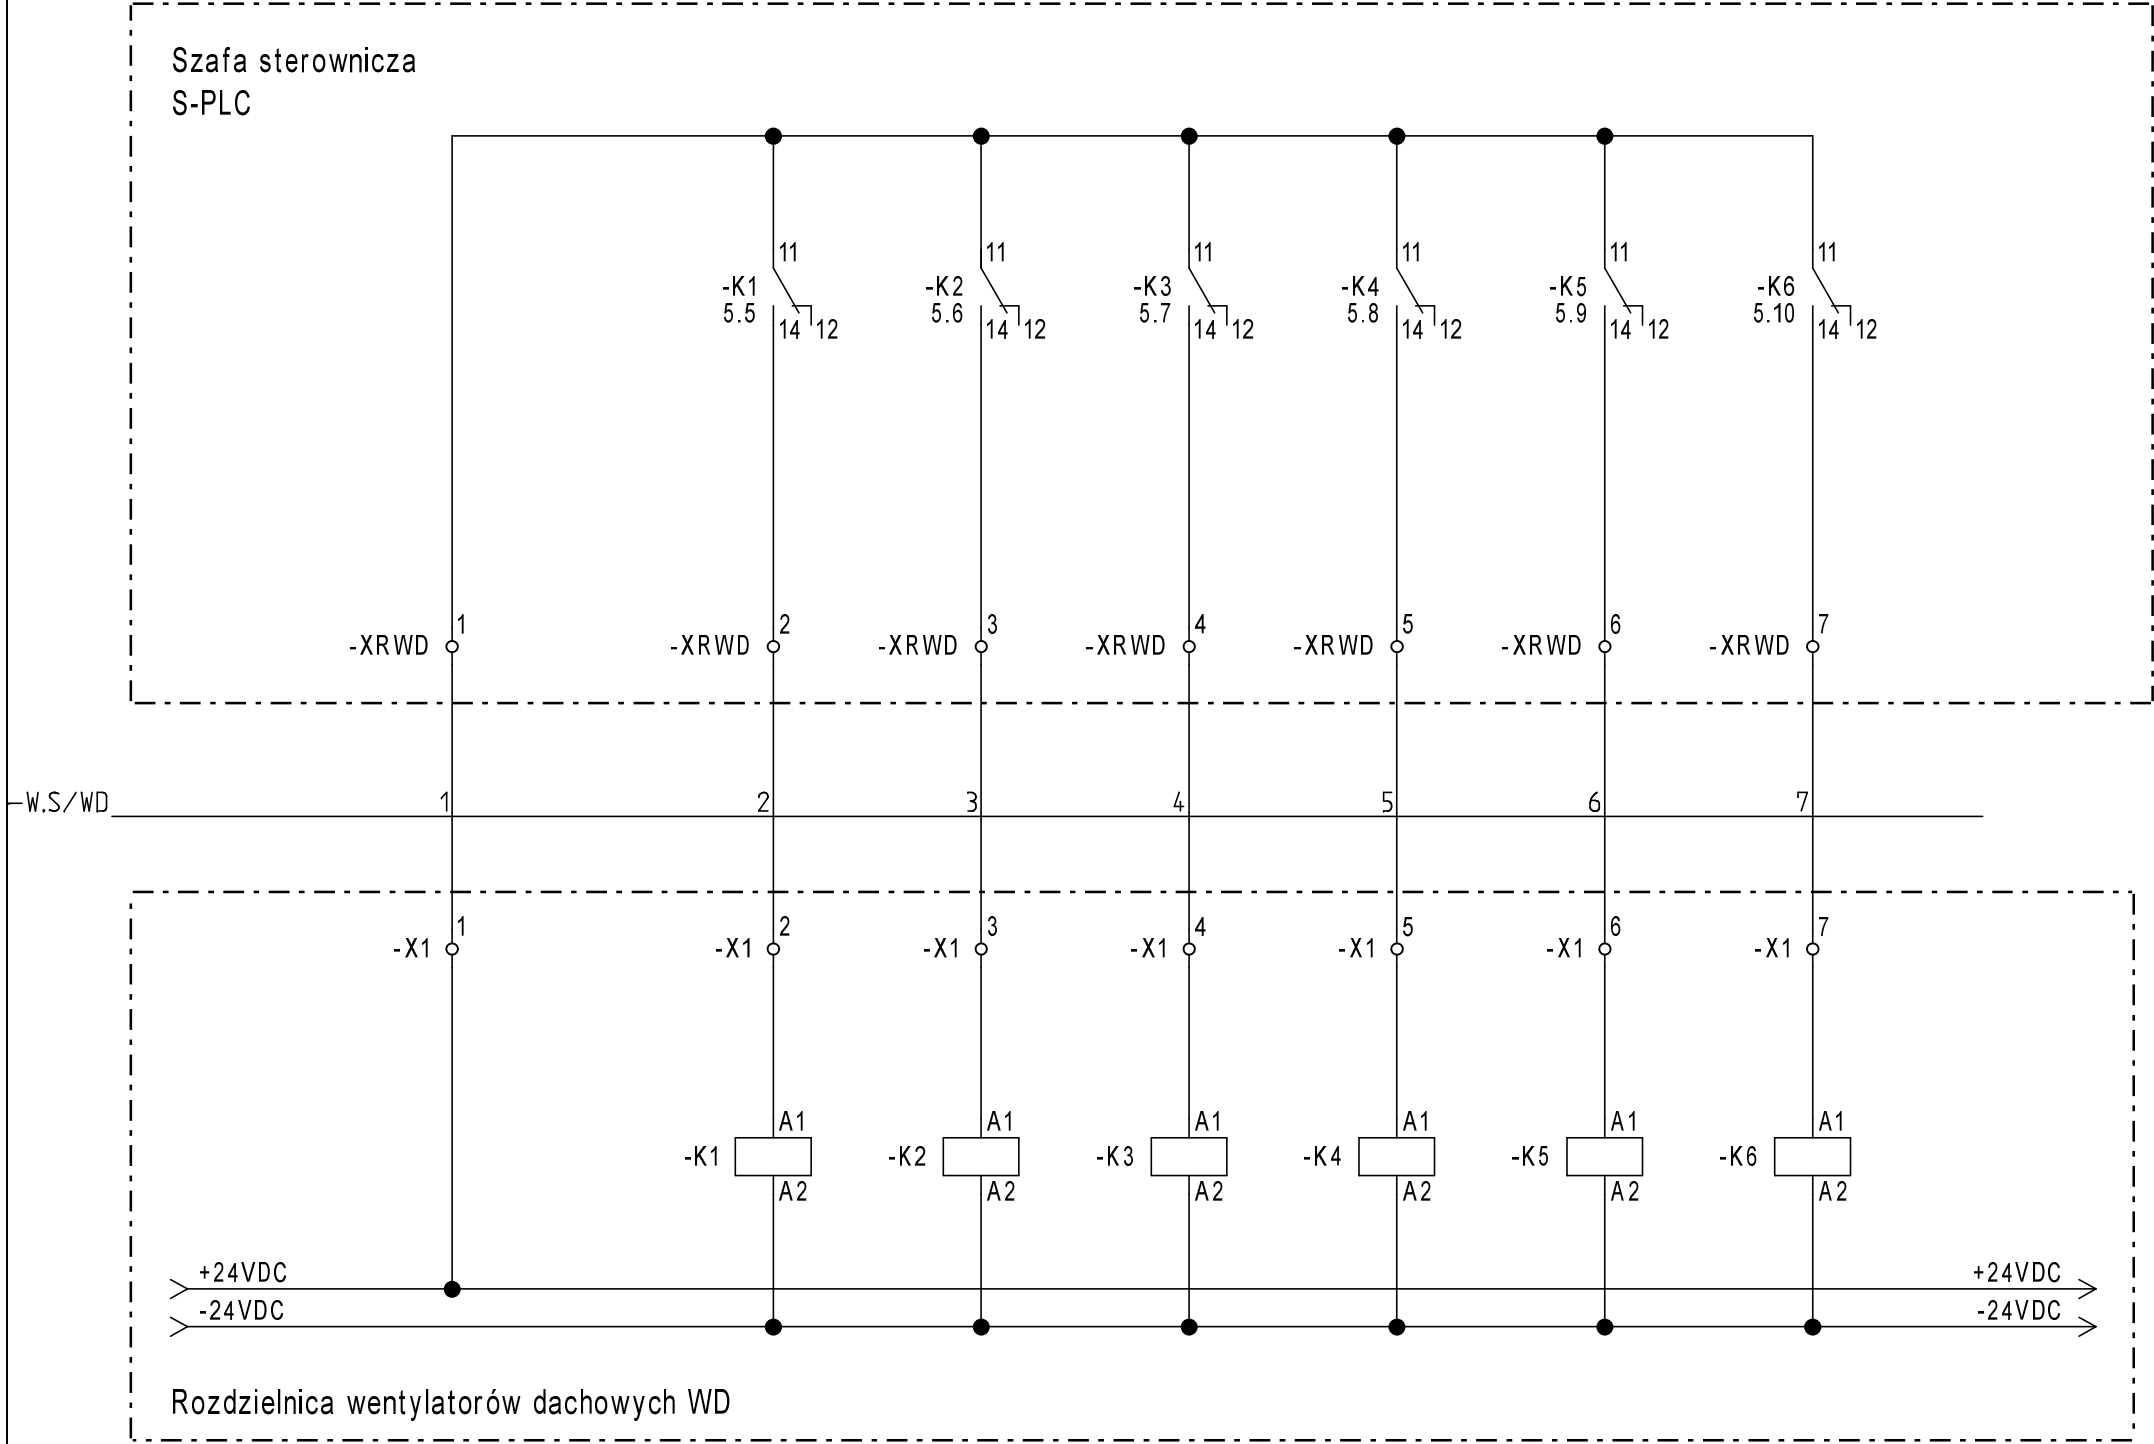 Szafa sterownicza
S-PLC
11 11 11 11 11 11
-K1 -K2 -K3 -K4 -K5 -K6
5.5 5.6 5.7 5.8 5.9 5.10
14 12 14 12 14 12 14 12 14 12 14 12
1 2 3 4 5 6 7
-XRWD -XRWD -XRWD -XRWD -XRWD -XRWD -XRWD
-W.S/WD 1 2 3 4 5 6 7
1 2 3 4 5 6 7
-X1 -X1 -X1 -X1 -X1 -X1 -X1
A1 A1 A1 A1 A1 A1
-K1 -K2 -K3 -K4 -K5 -K6
A2 A2 A2 A2 A2 A2
+24VDC +24VDC
-24VDC -24VDC
Rozdzielnica wentylatorów dachowych WD